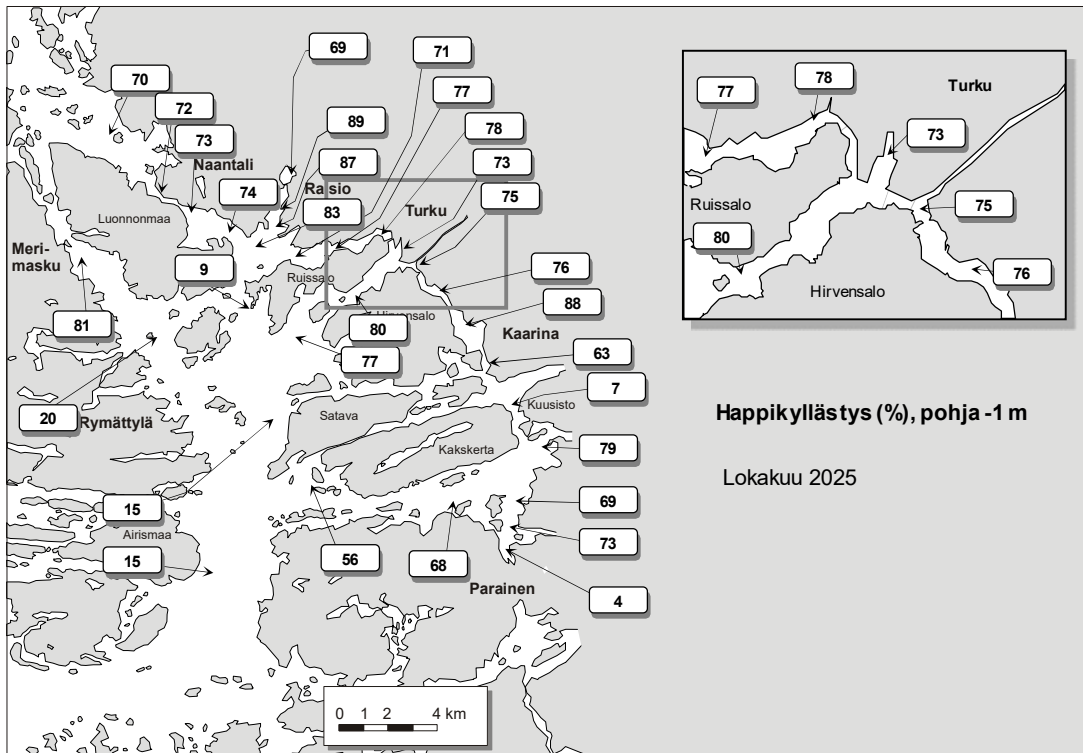 69
71
70
77
72
89
78
73
Naantali
87
73
74
Raisio
75
83
Turku
Luonnonmaa
Meri-
masku
9
Ruissalo
76
Hirvensalo
88
81
80
Kaarina
77
63
7
20
Rymättylä
Satava
Kuusisto
Kakskerta
79
15
69
Airismaa
73
15
56
68
Parainen
4
0 1 2 4 km
78
77
Turku
73
Ruissalo
75
80
76
Hirvensalo
Happikyllästys (%), pohja -1 m
Lokakuu 2025